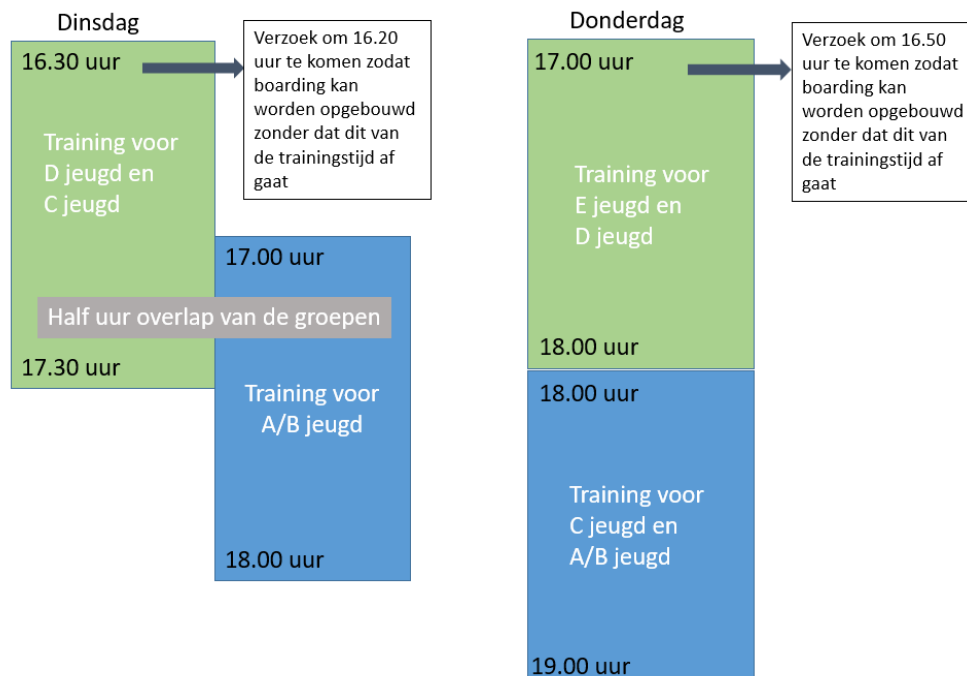 Dinsdag
16.30 uur
Verzoek om 16.20
uur te komen zodat
boarding kan
worden opgebouwd
zonder dat dit van
de trainingstijd af
gaat
Training voor
D jeugd en
C jeugd
17.00 uur
Half uur overlap van de groepen
17.30 uur
Training voor
A/B jeugd
18.00 uur
Donderdag
17.00 uur
Verzoek om 16.50
uur te komen zodat
boarding kan
worden opgebouwd
zonder dat dit van
de trainingstijd af
gaat
Training voor
E jeugd en
D jeugd
18.00 uur
18.00 uur
Training voor
C jeugd en
A/B jeugd
19.00 uur